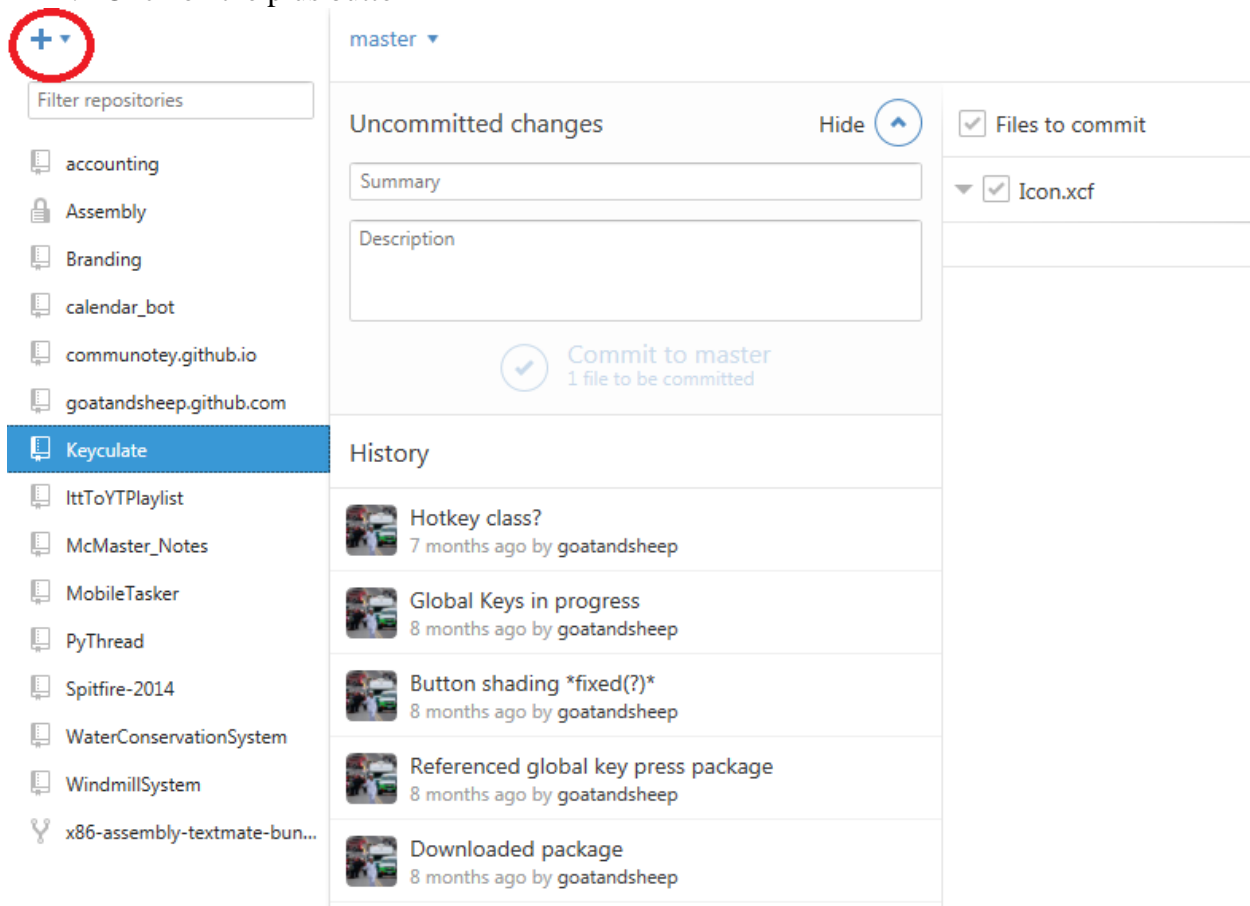 master
Filter repositories
Uncommitted changes
Hide
Files to commit
accounting
Summary
Icon.xcf
Assembly
Description
Branding
calendar_bot
communotey.github.io
Commit to master
1 file to be committed
goatandsheep.github.com
Keyculate
History
IttToYTPlaylist
Hotkey class?
7 months ago by goatandsheep
McMaster_Notes
MobileTasker
Global Keys in progress
8 months ago by goatandsheep
PyThread
Spitfire-2014
Button shading *fixed(?)*
8 months ago by goatandsheep
WaterConservationSystem
WindmillSystem
Referenced global key press package
8 months ago by goatandsheep
x86-assembly-textmate-bun...
Downloaded package
8 months ago by goatandsheep